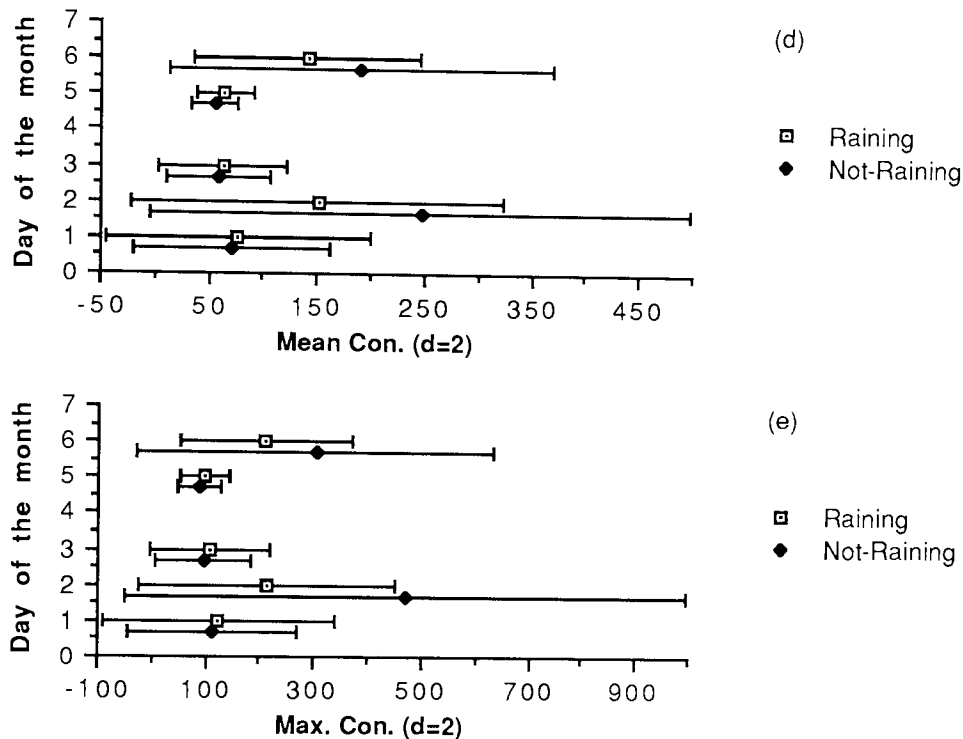 Day of the month
7
6
5
4
3
2
1
0
-50 50 150 250 350 450
Mean Con. (d=2)
(d)
Raining
Not-Raining
Day of the month
7
6
5
4
3
2
1
0
-100 100 300 500 700 900
Max. Con. (d=2)
(e)
Raining
Not-Raining